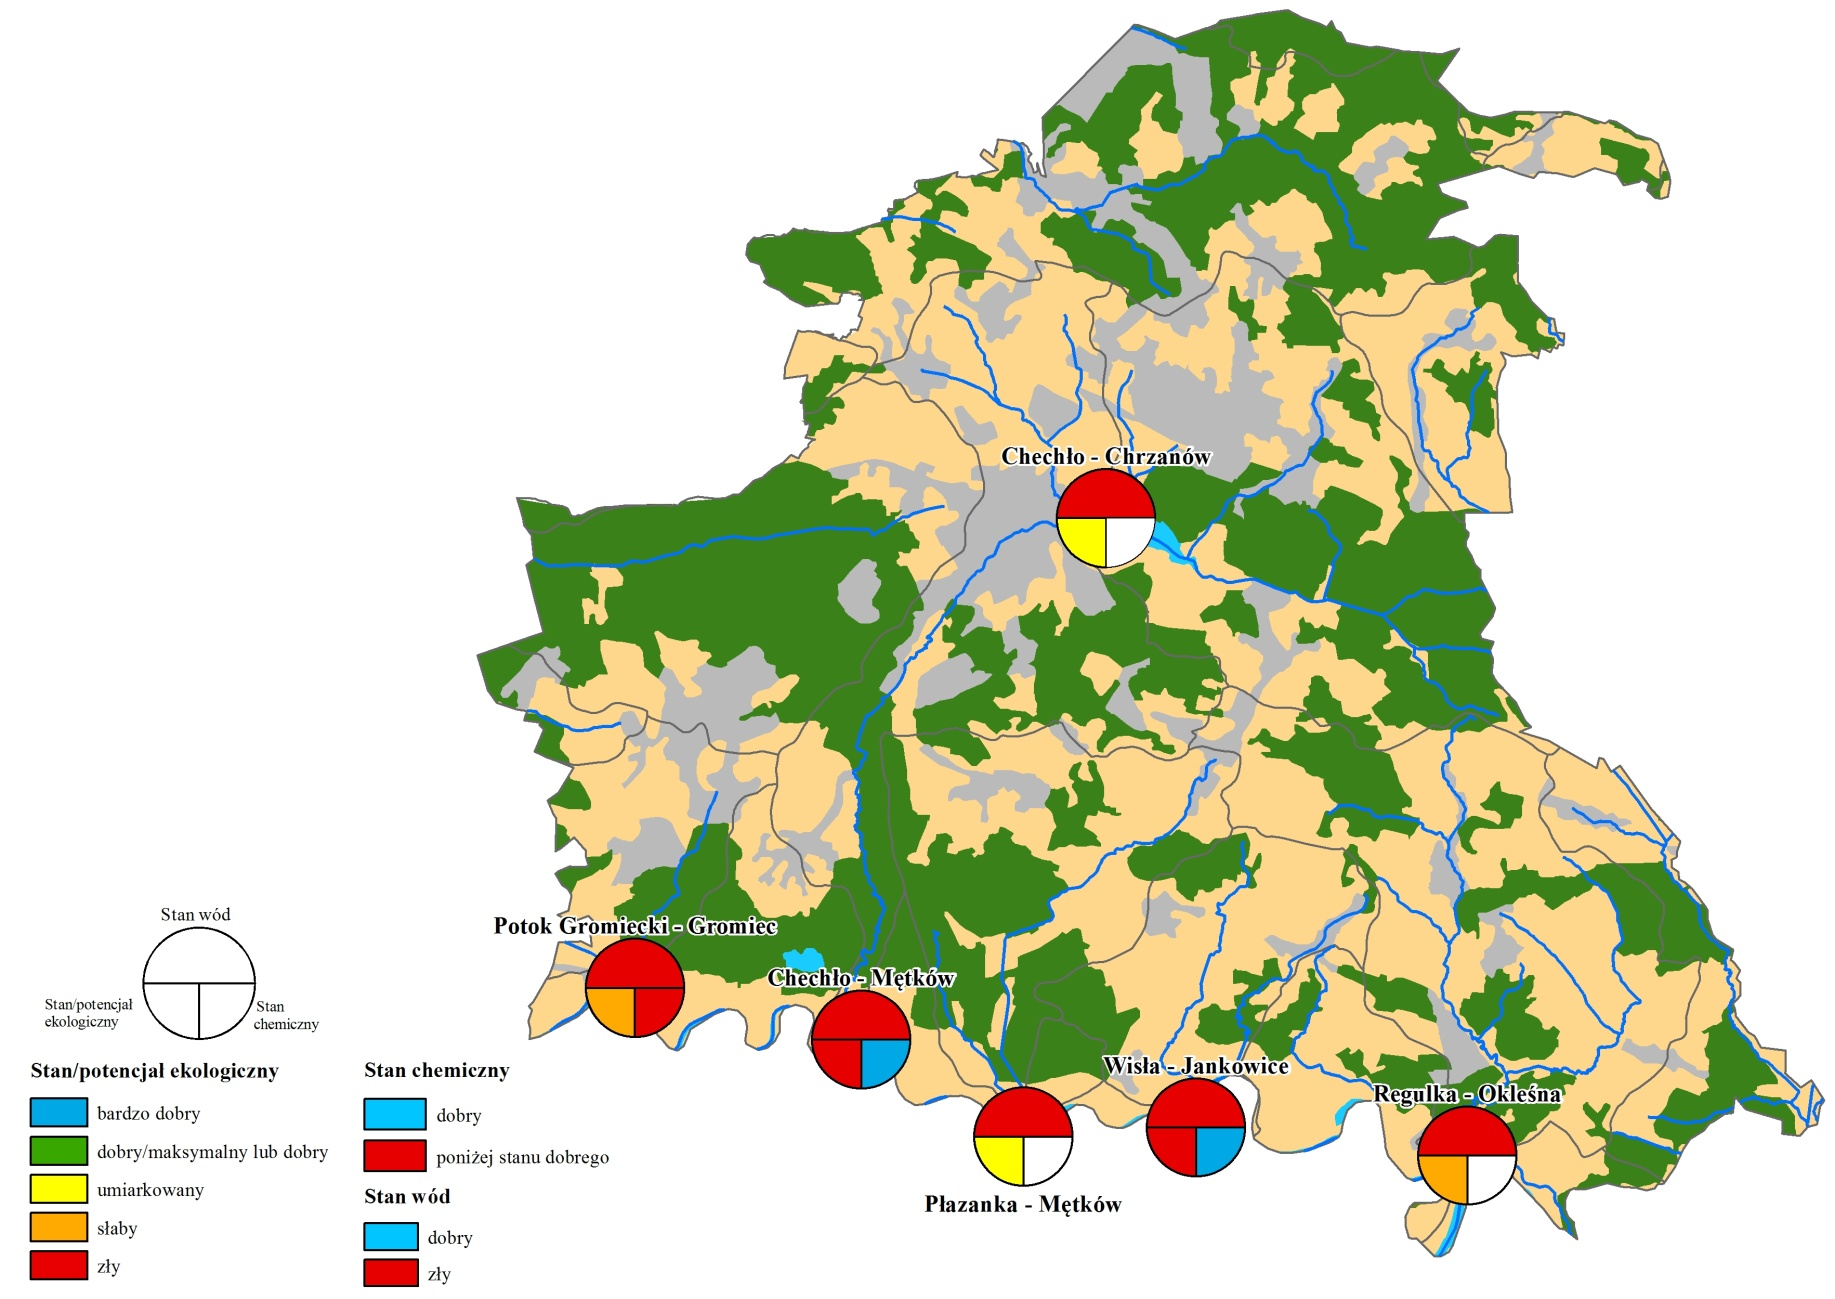 Chechło - Chrzanów
Potok Gromiecki - Gromiec
Chechło - Mętków
Wisła - Jankowice
Regulka - Okleśna
Płazanka - Mętków
Stan wód
Stan/potencjał
ekologiczny
Stan
chemiczny
Stan/potencjał ekologiczny
bardzo dobry
dobry/maksymalny lub dobry
umiarkowany
słaby
zły
Stan chemiczny
dobry
poniżej stanu dobrego
Stan wód
dobry
zły